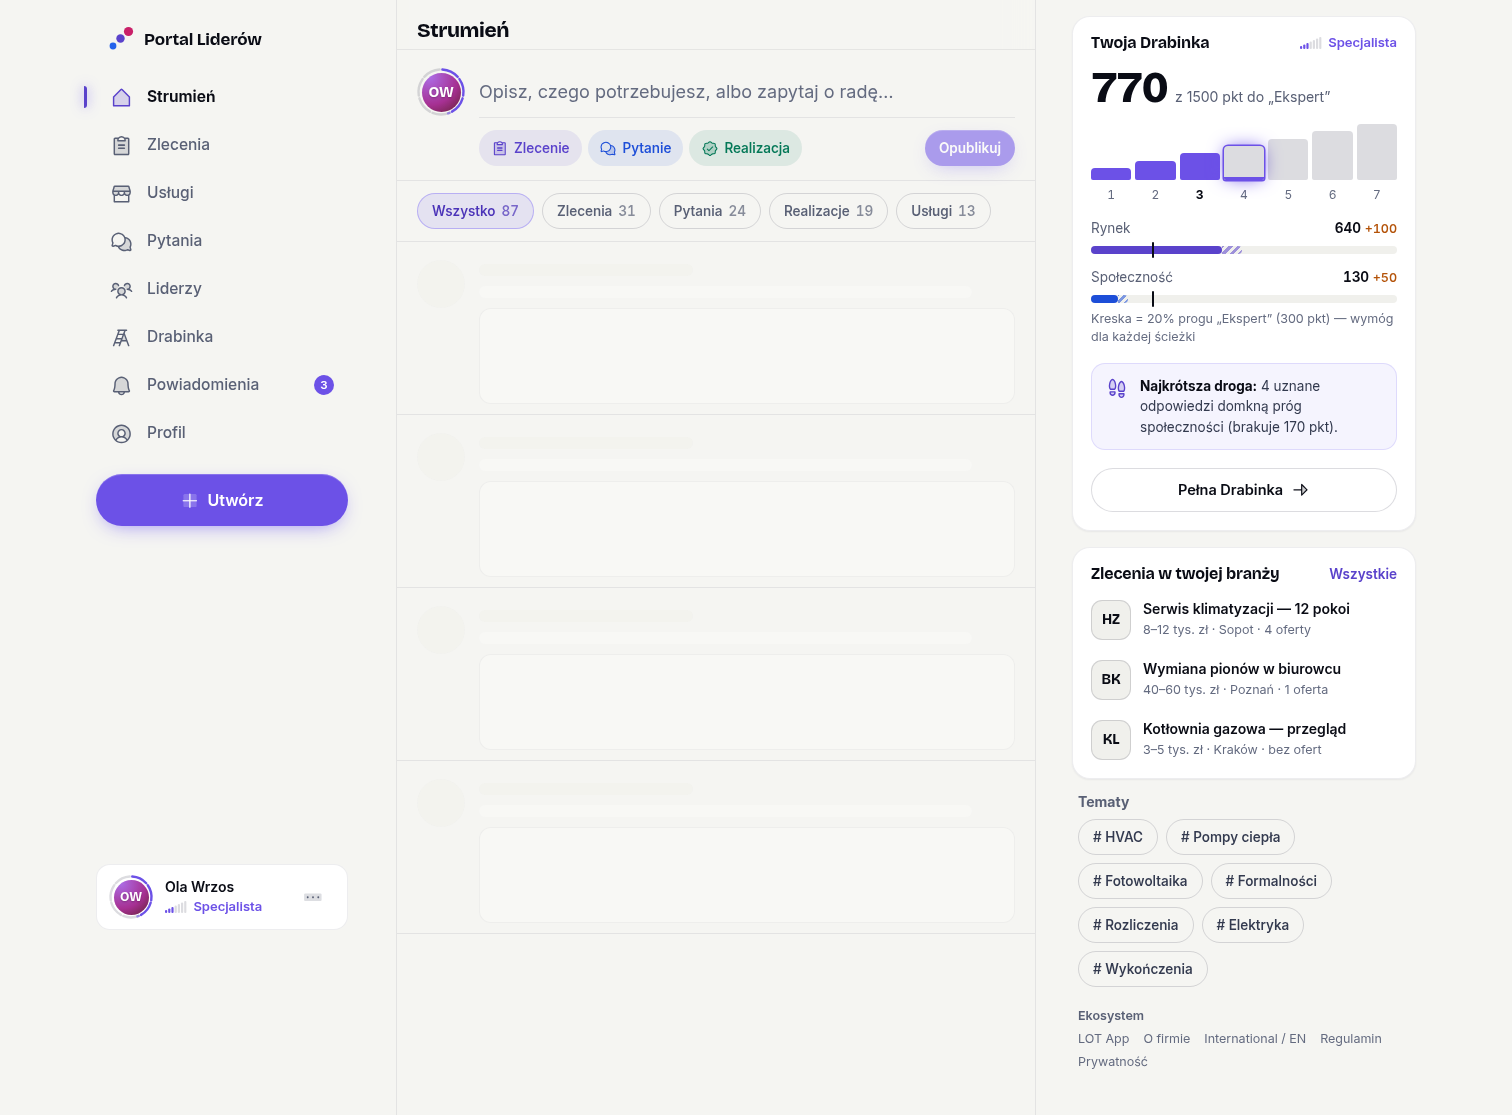 Portal Liderów
Strumień
Zlecenia
Usługi
Pytania
Liderzy
Drabinka
Powiadomienia 3
Profil
Utwórz
OW
Ola Wrzos
Specjalista
Strumień
OW
Opisz, czego potrzebujesz, albo zapytaj o radę...
Zlecenie Pytanie Realizacja Opublikuj
Wszystko 87 Zlecenia 31 Pytania 24 Realizacje 19 Usługi 13
Twoja Drabinka Specjalista
770 z 1500 pkt do „Ekspert”
1 2 3 4 5 6 7
Rynek 640 +100
Społeczność 130 +50
Kreska = 20% progu „Ekspert” (300 pkt) — wymóg
dla każdej ścieżki
Najkrótsza droga: 4 uznane
odpowiedzi domkną próg
społeczności (brakuje 170 pkt).
Pełna Drabinka
Zlecenia w twojej branży Wszystkie
HZ
Serwis klimatyzacji — 12 pokoi
8–12 tys. zł · Sopot · 4 oferty
BK
Wymiana pionów w biurowcu
40–60 tys. zł · Poznań · 1 oferta
KL
Kotłownia gazowa — przegląd
3–5 tys. zł · Kraków · bez ofert
Tematy
# HVAC # Pompy ciepła
# Fotowoltaika # Formalności
# Rozliczenia # Elektryka
# Wykończenia
Ekosystem
LOT App O firmie International / EN Regulamin
Prywatność